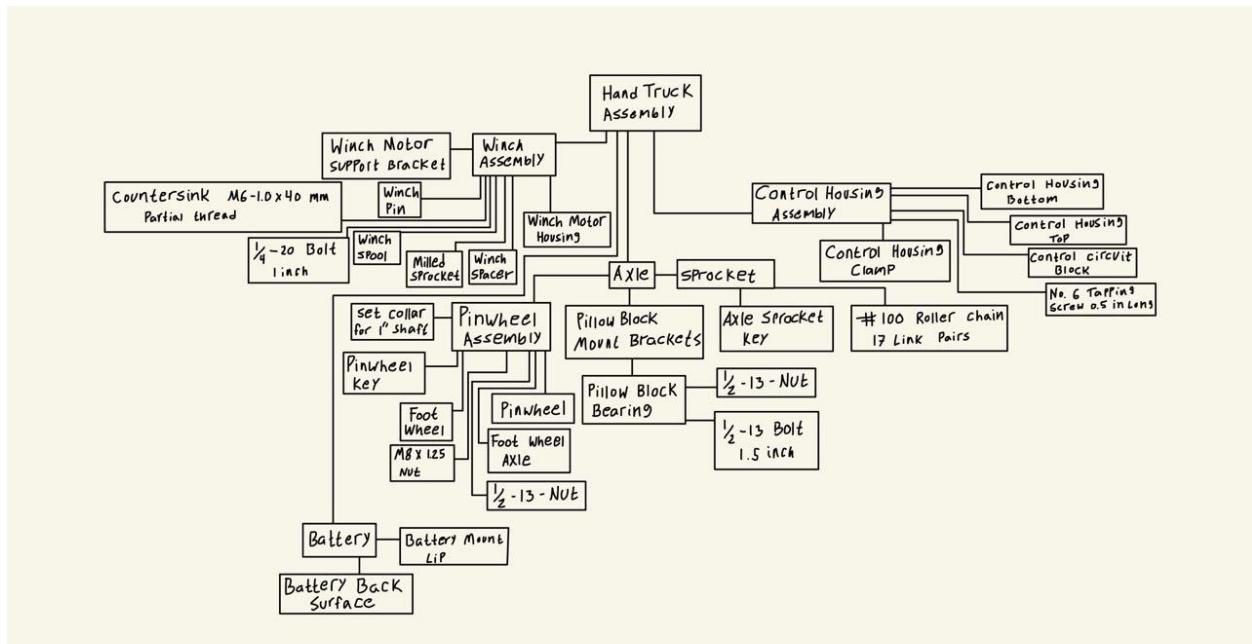 Hand Truck
Assembly
Winch Motor
Support Bracket
Winch
Assembly
Countersink M6-1.0 x 40 mm
Partial thread
Winch
Pin
1/4-20 Bolt
1 inch
Winch
Spool
Milled
Sprocket
Winch
Spacer
Winch Motor
Housing
Control Housing
Assembly
Control Housing
Bottom
Control Housing
Top
Control Housing
Clamp
Control circuit
Block
No. 6 Tapping
Screw 0.5 in Long
Axle
Sprocket
Set collar
for 1" shaft
Pinwheel
Assembly
Pillow Block
Mount Brackets
Axle Sprocket
Key
#100 Roller Chain
17 Link Pairs
Pinwheel
Key
Foot
Wheel
Pinwheel
Pillow Block
Bearing
1/2-13-Nut
M8 x 1.25
Nut
Foot Wheel
Axle
1/2-13 Bolt
1.5 inch
1/2-13-Nut
Battery
Battery Mount
Lip
Battery Back
Surface